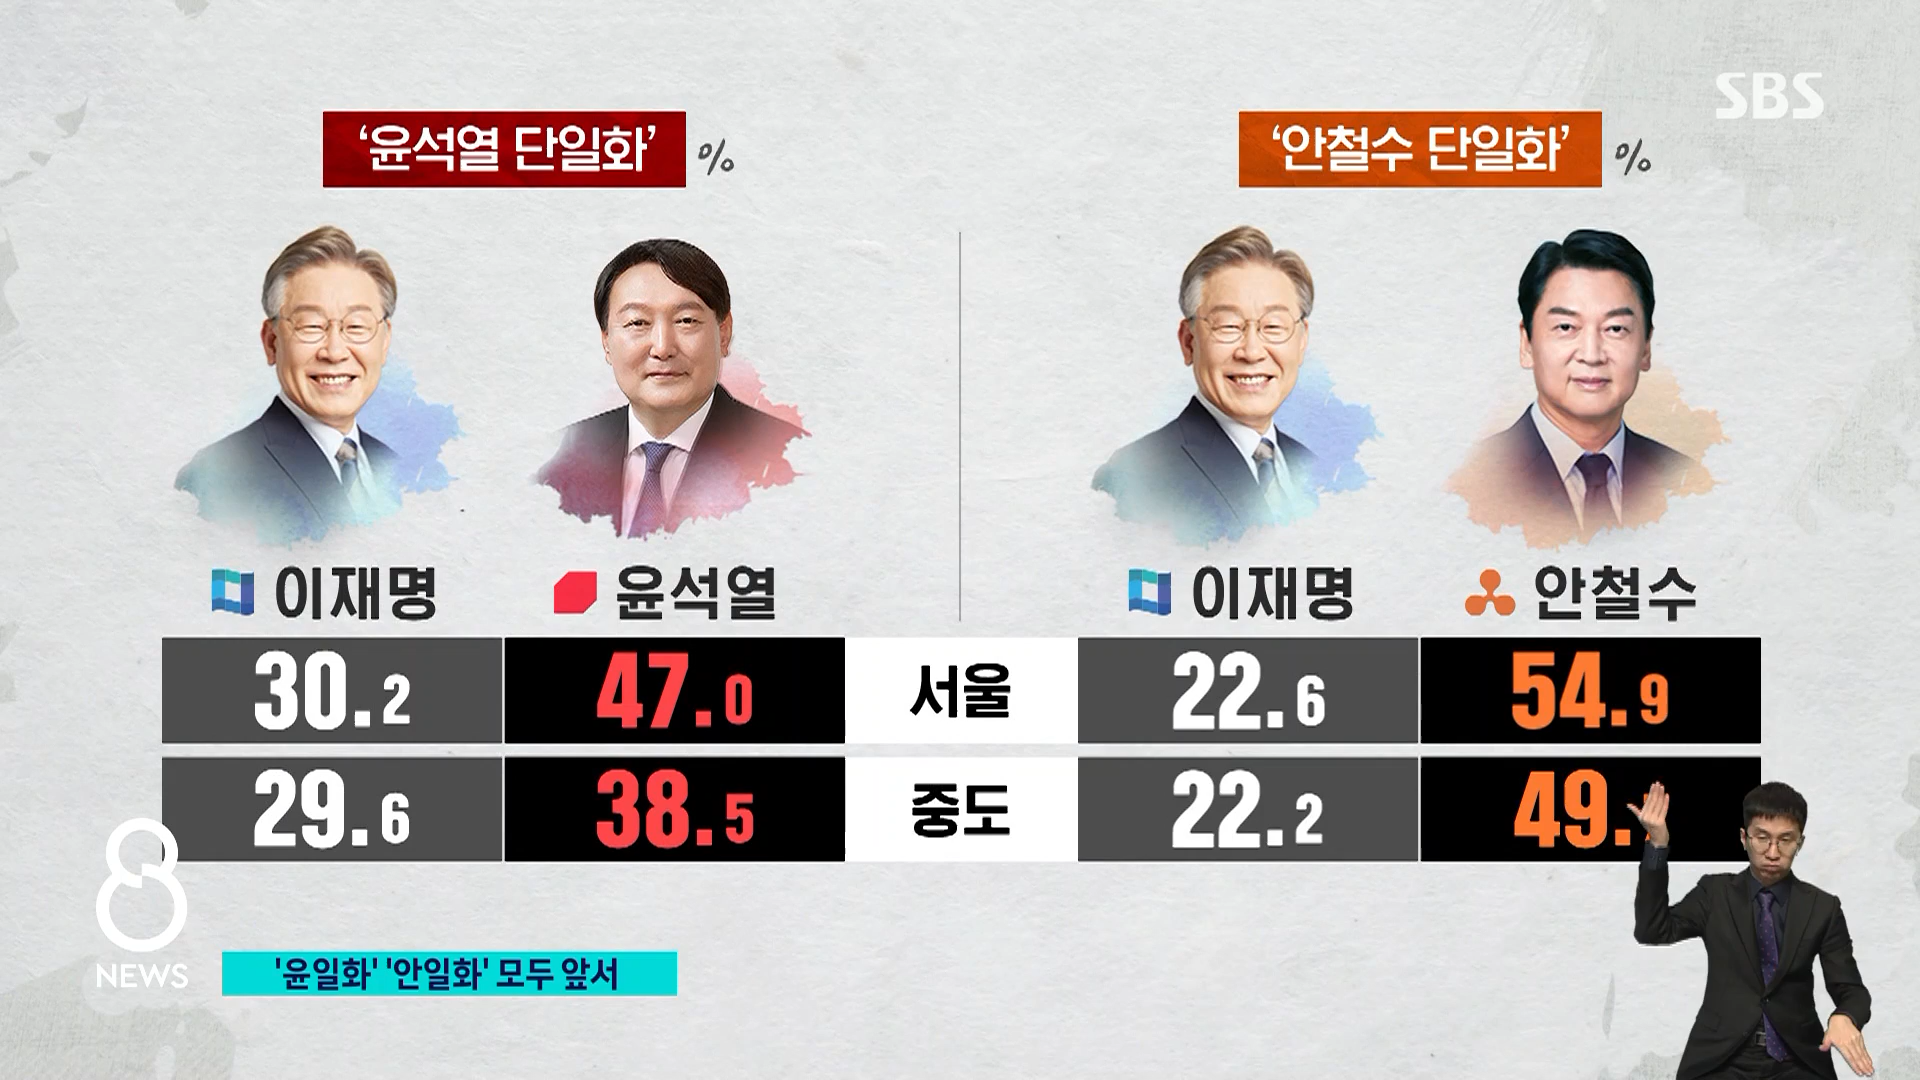 SBS
‘윤석열 단일화’ %
‘안철수 단일화’ %
이재명 윤석열 이재명 안철수
30.2 47.0 서울 22.6 54.9
29.6 38.5 중도 22.2
8
NEWS
'윤일화' '안일화' 모두 앞서